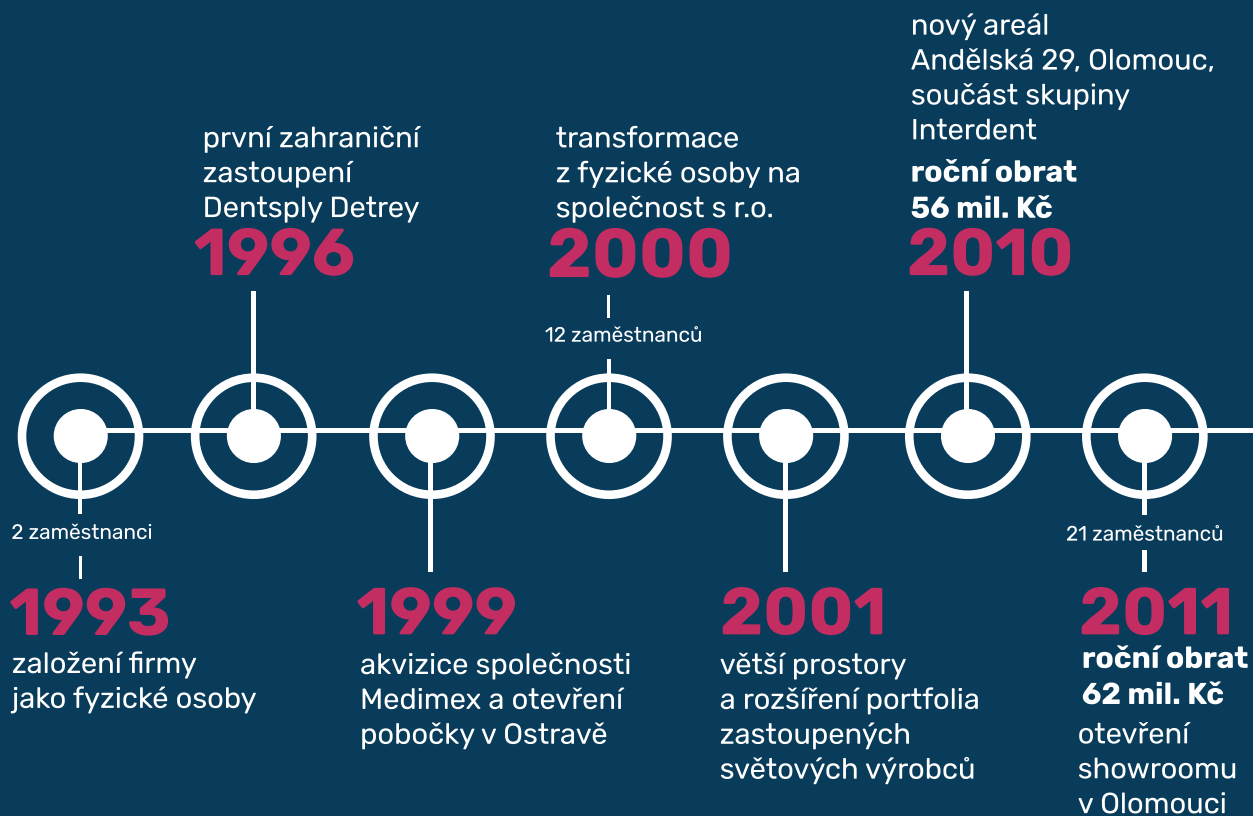 2 zaměstnanci
1993
založení firmy
jako fyzické osoby
první zahraniční
zastoupení
Dentsply Detrey
1996
1999
akvizice společnosti
Medimex a otevření
pobočky v Ostravě
transformace
z fyzické osoby na
společnost s r.o.
2000
12 zaměstnanců
2001
větší prostory
a rozšíření portfolia
zastoupených
světových výrobců
nový areál
Andělská 29, Olomouc,
součást skupiny
Interdent
roční obrat
56 mil. Kč
2010
21 zaměstnanců
2011
roční obrat
62 mil. Kč
otevření
showroomu
v Olomouci